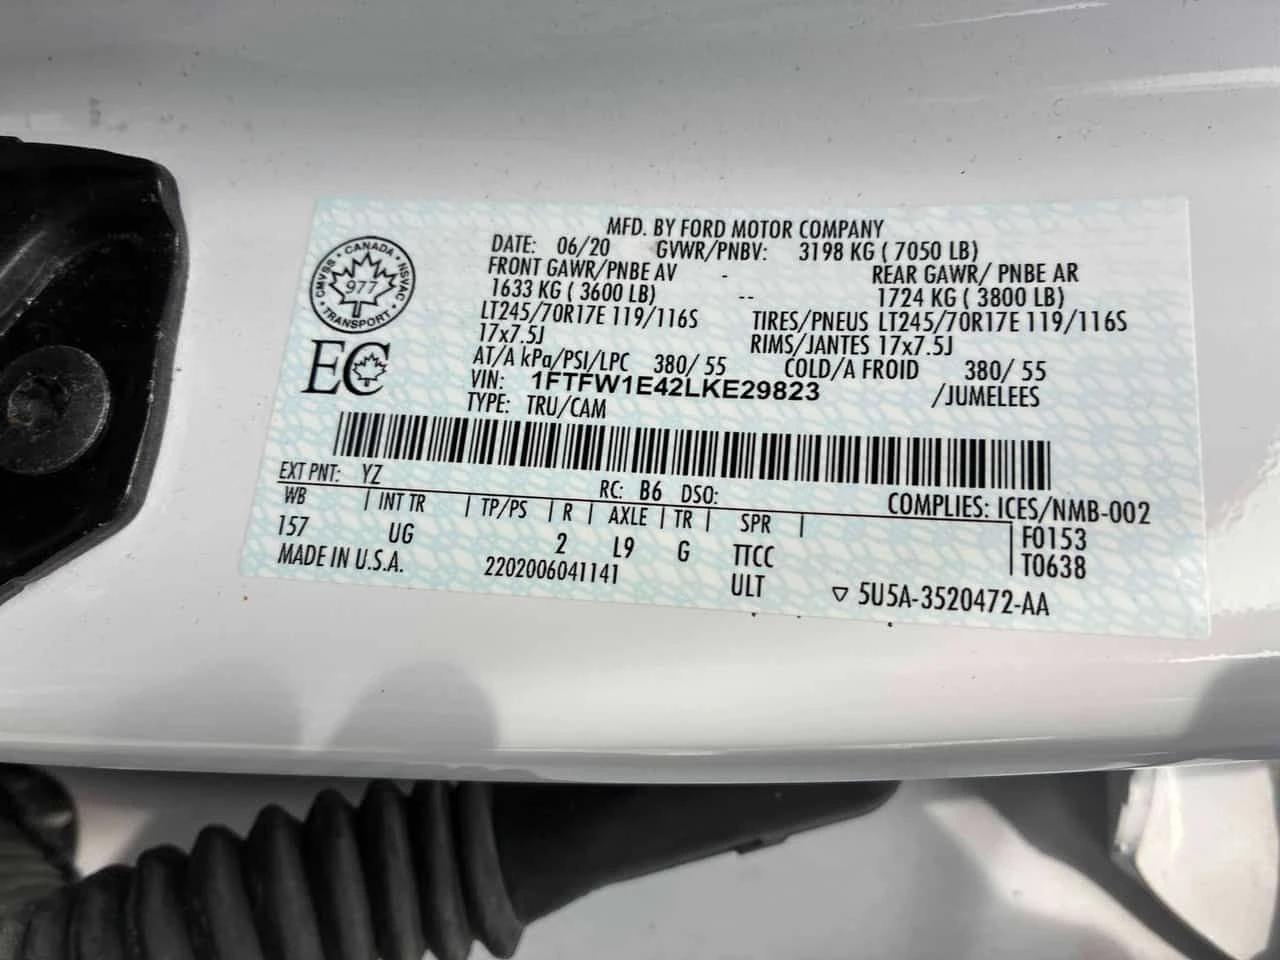 MFD. BY FORD MOTOR COMPANY
DATE: 06/20 GVWR/PNBV: 3198 KG ( 7050 LB)
FRONT GAWR/PNBE AV - REAR GAWR/ PNBE AR
1633 KG ( 3600 LB) -- 1724 KG ( 3800 LB)
LT245/70R17E 119/116S TIRES/PNEUS LT245/70R17E 119/116S
17x7.5J RIMS/JANTES 17x7.5J
AT/A kPa/PSI/LPC 380/ 55 COLD/A FROID 380/ 55
VIN: 1FTFW1E42LKE29823 /JUMELEES
TYPE: TRU/CAM
CMVSS • CANADA • NSVAC • TRANSPORT •
977
EC
EXT PNT: YZ RC: B6 DSO: COMPLIES: ICES/NMB-002
WB | INT TR | TP/PS | R | AXLE | TR | SPR | F0153
157 UG 2 L9 G TTCC T0638
MADE IN U.S.A. 2202006041141 ULT ▽ 5U5A-3520472-AA